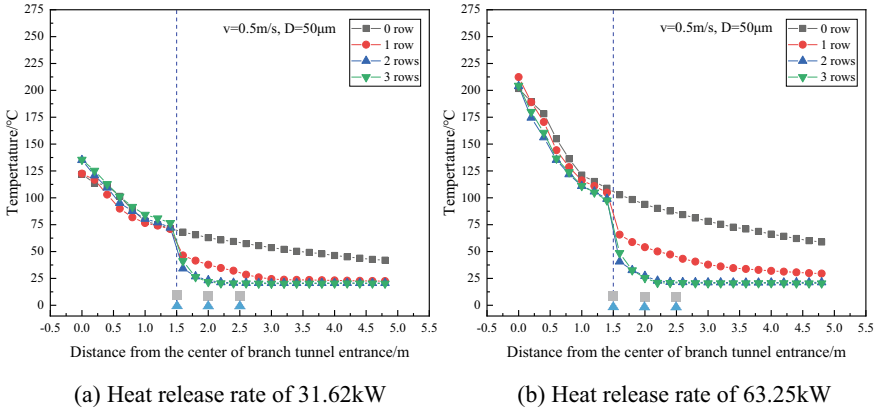 275
250
225
200
175
150
125
100
75
50
25
0
Tempertature/°C
v=0.5m/s, D=50μm
0 row
1 row
2 rows
3 rows
-0.5 0.0 0.5 1.0 1.5 2.0 2.5 3.0 3.5 4.0 4.5 5.0 5.5
Distance from the center of branch tunnel entrance/m
(a) Heat release rate of 31.62kW
275
250
225
200
175
150
125
100
75
50
25
0
Tempertature/°C
v=0.5m/s, D=50μm
0 row
1 row
2 rows
3 rows
-0.5 0.0 0.5 1.0 1.5 2.0 2.5 3.0 3.5 4.0 4.5 5.0 5.5
Distance from the center of branch tunnel entrance/m
(b) Heat release rate of 63.25kW